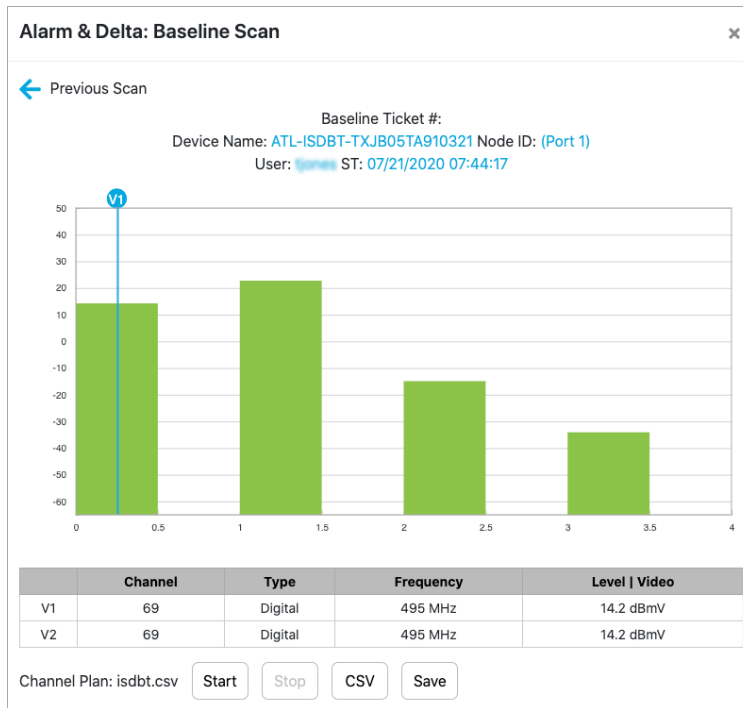 Alarm & Delta: Baseline Scan ×
Previous Scan
Baseline Ticket #:
Device Name: ATL-ISDBT-TXJB05TA910321 Node ID: (Port 1)
User: ST: 07/21/2020 07:44:17
V1
50
40
30
20
10
0
-10
-20
-30
-40
-50
-60
0 0.5 1 1.5 2 2.5 3 3.5 4
Channel Type Frequency Level | Video
V1 69 Digital 495 MHz 14.2 dBmV
V2 69 Digital 495 MHz 14.2 dBmV
Channel Plan: isdbt.csv Start Stop CSV Save